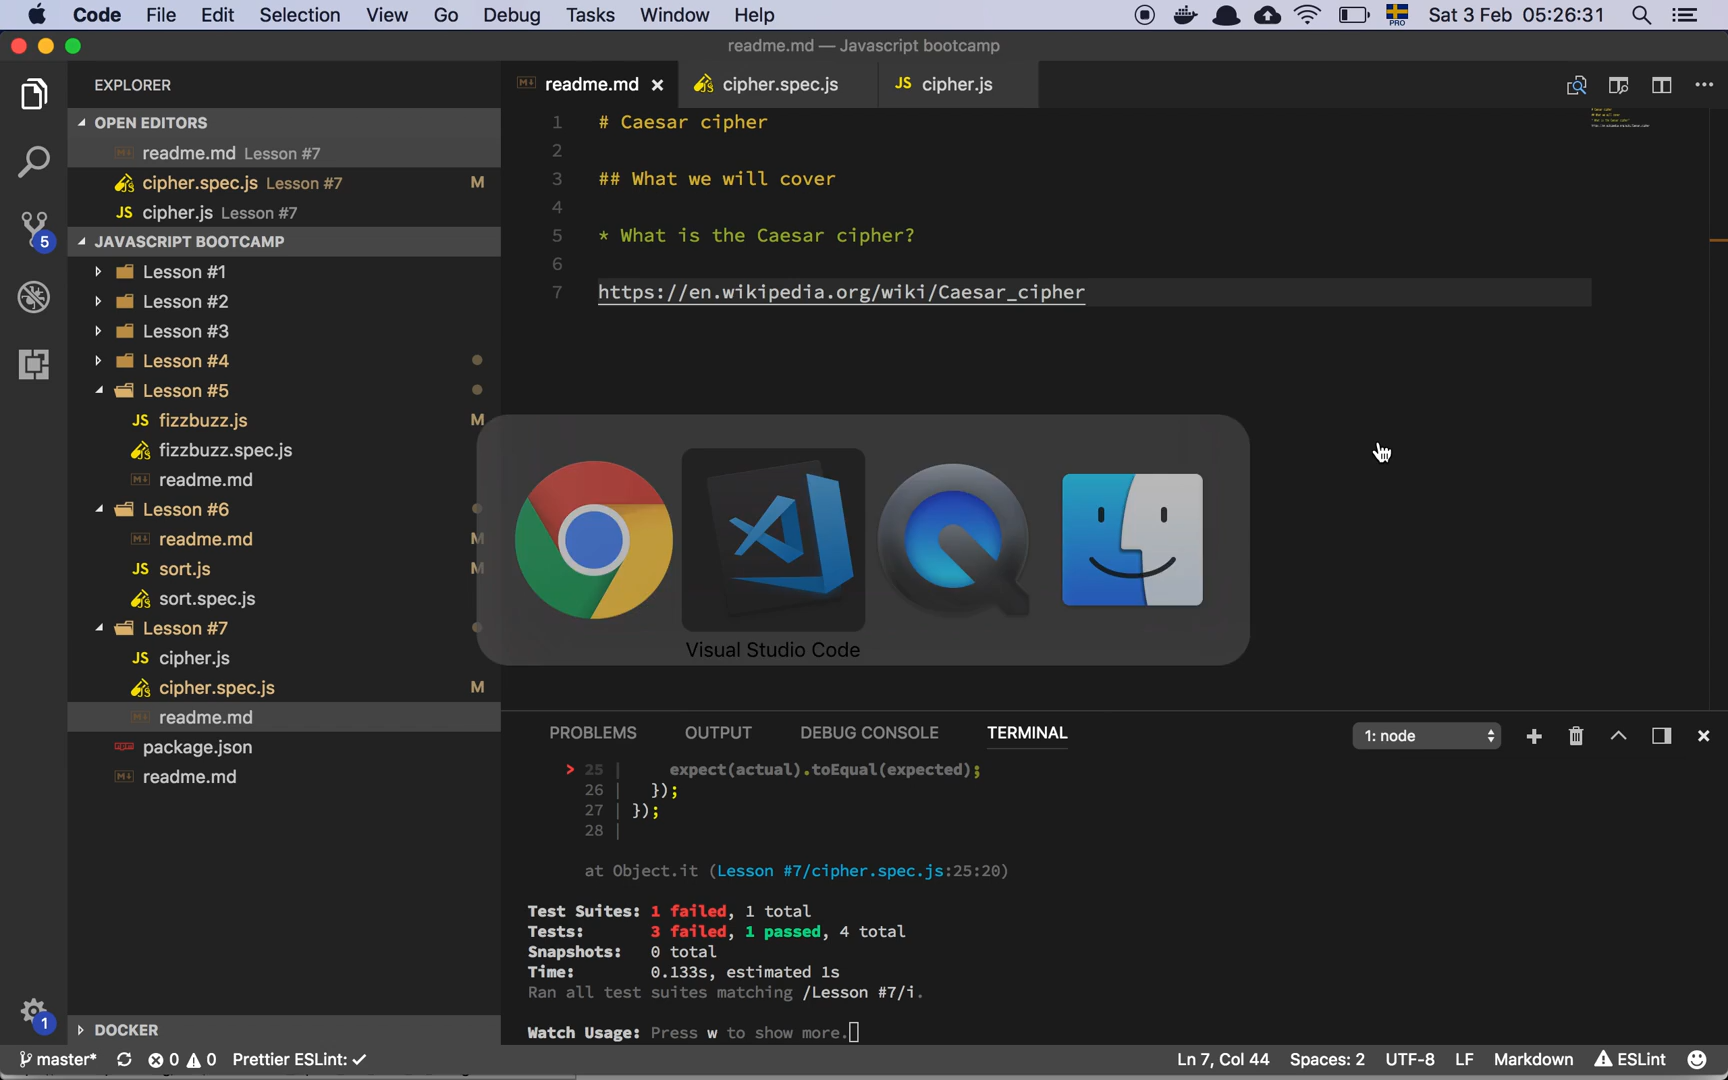 Code File Edit Selection View Go Debug Tasks Window Help PRO Sat 3 Feb 05:26:31
readme.md — Javascript bootcamp
EXPLORER
OPEN EDITORS
readme.md Lesson #7
cipher.spec.js Lesson #7 M
JS cipher.js Lesson #7
5
JAVASCRIPT BOOTCAMP
Lesson #1
Lesson #2
Lesson #3
Lesson #4
Lesson #5
JS fizzbuzz.js M
fizzbuzz.spec.js
readme.md
Lesson #6
readme.md M
JS sort.js M
sort.spec.js
Lesson #7
JS cipher.js
cipher.spec.js M
readme.md
package.json
readme.md
1
DOCKER
readme.md cipher.spec.js JS cipher.js
1 # Caesar cipher
2
3 ## What we will cover
4
5 * What is the Caesar cipher?
6
7 https://en.wikipedia.org/wiki/Caesar_cipher
Visual Studio Code
PROBLEMS OUTPUT DEBUG CONSOLE TERMINAL 1: node
> 25 | expect(actual).toEqual(expected);
26 | });
27 | });
28 |
at Object.it (Lesson #7/cipher.spec.js:25:20)
Test Suites: 1 failed, 1 total
Tests: 3 failed, 1 passed, 4 total
Snapshots: 0 total
Time: 0.133s, estimated 1s
Ran all test suites matching /Lesson #7/i.
Watch Usage: Press w to show more.
master* 0 0 Prettier ESLint: ✓ Ln 7, Col 44 Spaces: 2 UTF-8 LF Markdown ESLint